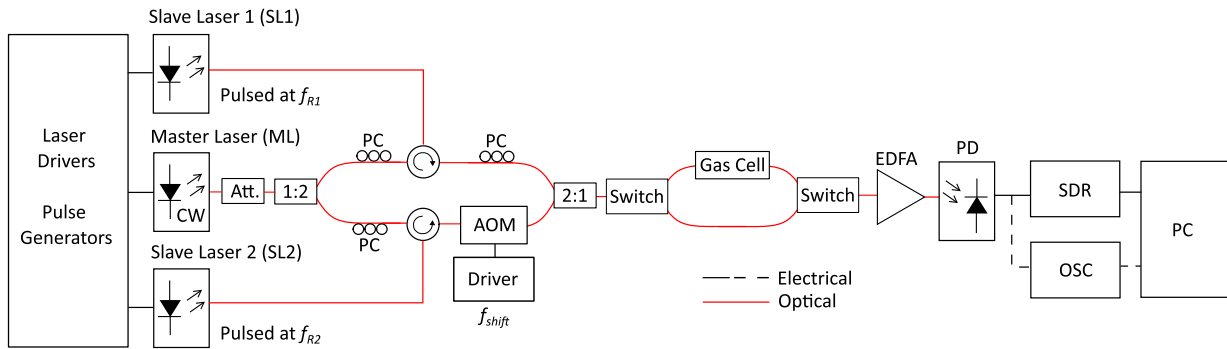 Slave Laser 1 (SL1)
Pulsed at fR1
Laser
Drivers
Pulse
Generators
Master Laser (ML)
CW
Att.
1:2
PC
PC
PC
Slave Laser 2 (SL2)
Pulsed at fR2
AOM
Driver
fshift
2:1
Switch
Gas Cell
Switch
EDFA
PD
SDR
OSC
PC
Electrical
Optical